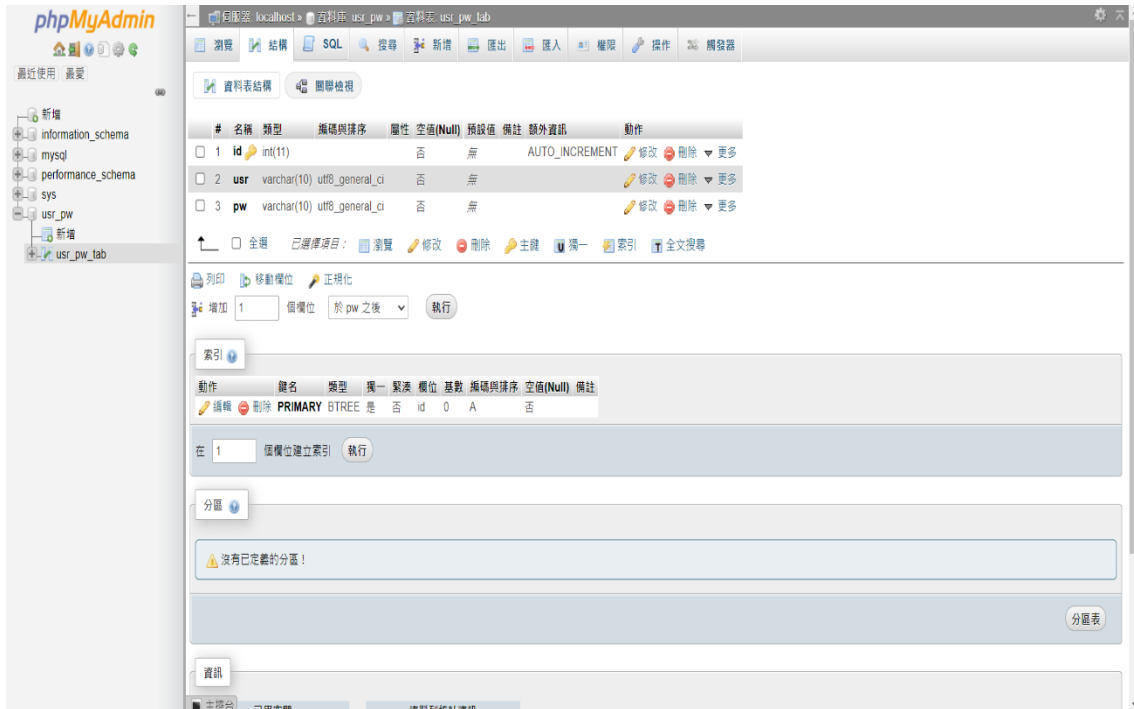 phpMyAdmin
最近使用 最愛
新增
information_schema
mysql
performance_schema
sys
usr_pw
新增
usr_pw_tab
伺服器: localhost » 資料庫: usr_pw » 資料表: usr_pw_tab
瀏覽 結構 SQL 搜尋 新增 匯出 匯入 權限 操作 觸發器
資料表結構 關聯檢視
# 名稱 類型 編碼與排序 屬性 空值(Null) 預設值 備註 額外資訊 動作
1 id int(11) 否 無 AUTO_INCREMENT 修改 刪除 更多
2 usr varchar(10) utf8_general_ci 否 無 修改 刪除 更多
3 pw varchar(10) utf8_general_ci 否 無 修改 刪除 更多
全選 已選擇項目: 瀏覽 修改 刪除 主鍵 獨一 索引 全文搜尋
列印 移動欄位 正規化
增加 1 個欄位 於 pw 之後 執行
索引
動作 鍵名 類型 獨一 緊湊 欄位 基數 編碼與排序 空值(Null) 備註
編輯 刪除 PRIMARY BTREE 是 否 id 0 A 否
在 1 個欄位建立索引 執行
分區
沒有已定義的分區!
分區表
資訊
主控台